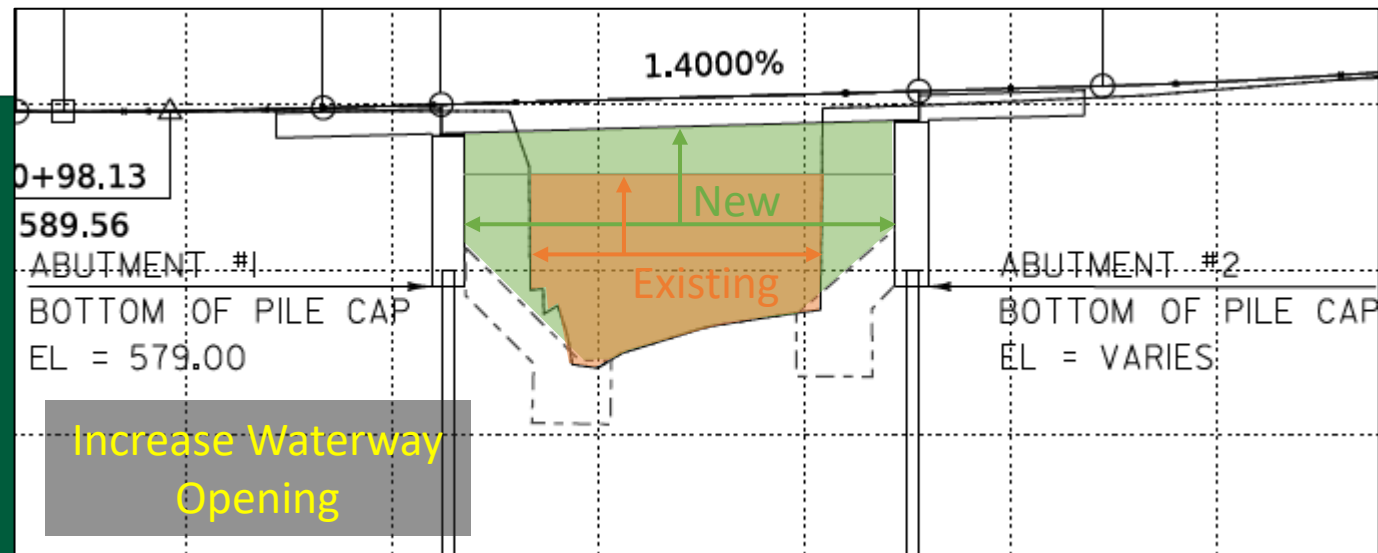 1.4000%
0+98.13
589.56
New
Existing
ABUTMENT #1
BOTTOM OF PILE CAP
EL = 579.00
ABUTMENT #2
BOTTOM OF PILE CAP
EL = VARIES
Increase Waterway
Opening